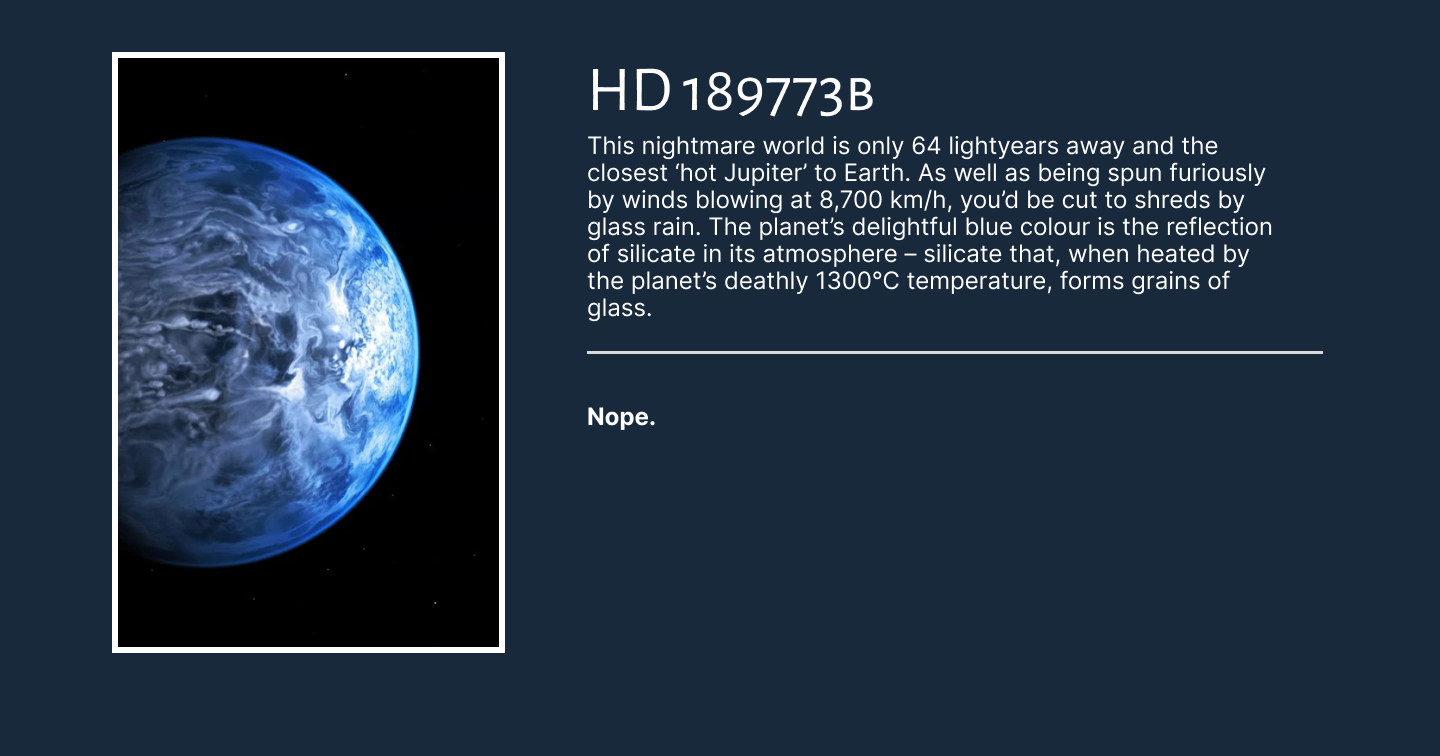 HD 189773B
This nightmare world is only 64 lightyears away and the
closest ‘hot Jupiter’ to Earth. As well as being spun furiously
by winds blowing at 8,700 km/h, you’d be cut to shreds by
glass rain. The planet’s delightful blue colour is the reflection
of silicate in its atmosphere – silicate that, when heated by
the planet’s deathly 1300°C temperature, forms grains of
glass.
Nope.